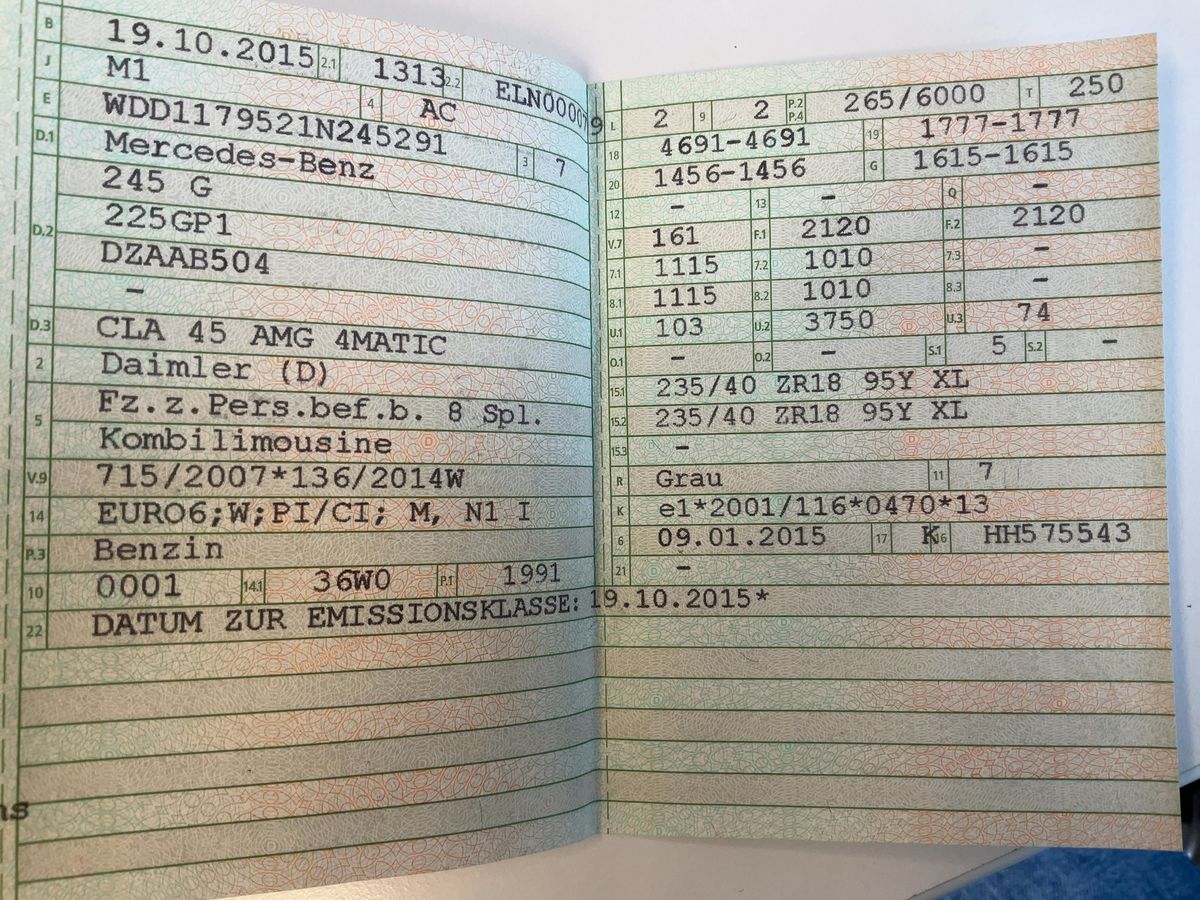 B 19.10.2015 2.1 1313 2.2 ELN000079
J M1 4 AC
E WDD1179521N245291 3 7
D.1 Mercedes-Benz
D.2 245 G
225GP1
DZAAB504
–
D.3 CLA 45 AMG 4MATIC
2 Daimler (D)
5 Fz.z.Pers.bef.b. 8 Spl.
Kombilimousine
V.9 715/2007*136/2014W
14 EURO6;W;PI/CI; M, N1 I
P.3 Benzin
10 0001 14.1 36W0 P.1 1991
22 DATUM ZUR EMISSIONSKLASSE: 19.10.2015*
L 2 9 2 P.2 P.4 265/6000 T 250
18 4691-4691 19 1777-1777
20 1456-1456 G 1615-1615
12 – 13 – Q –
V.7 161 F.1 2120 F.2 2120
7.1 1115 7.2 1010 7.3 –
8.1 1115 8.2 1010 8.3 –
U.1 103 U.2 3750 U.3 74
O.1 – O.2 – S.1 5 S.2 –
15.1 235/40 ZR18 95Y XL
15.2 235/40 ZR18 95Y XL
15.3 –
R Grau 11 7
K e1*2001/116*0470*13
6 09.01.2015 17 K 16 HH575543
21 –